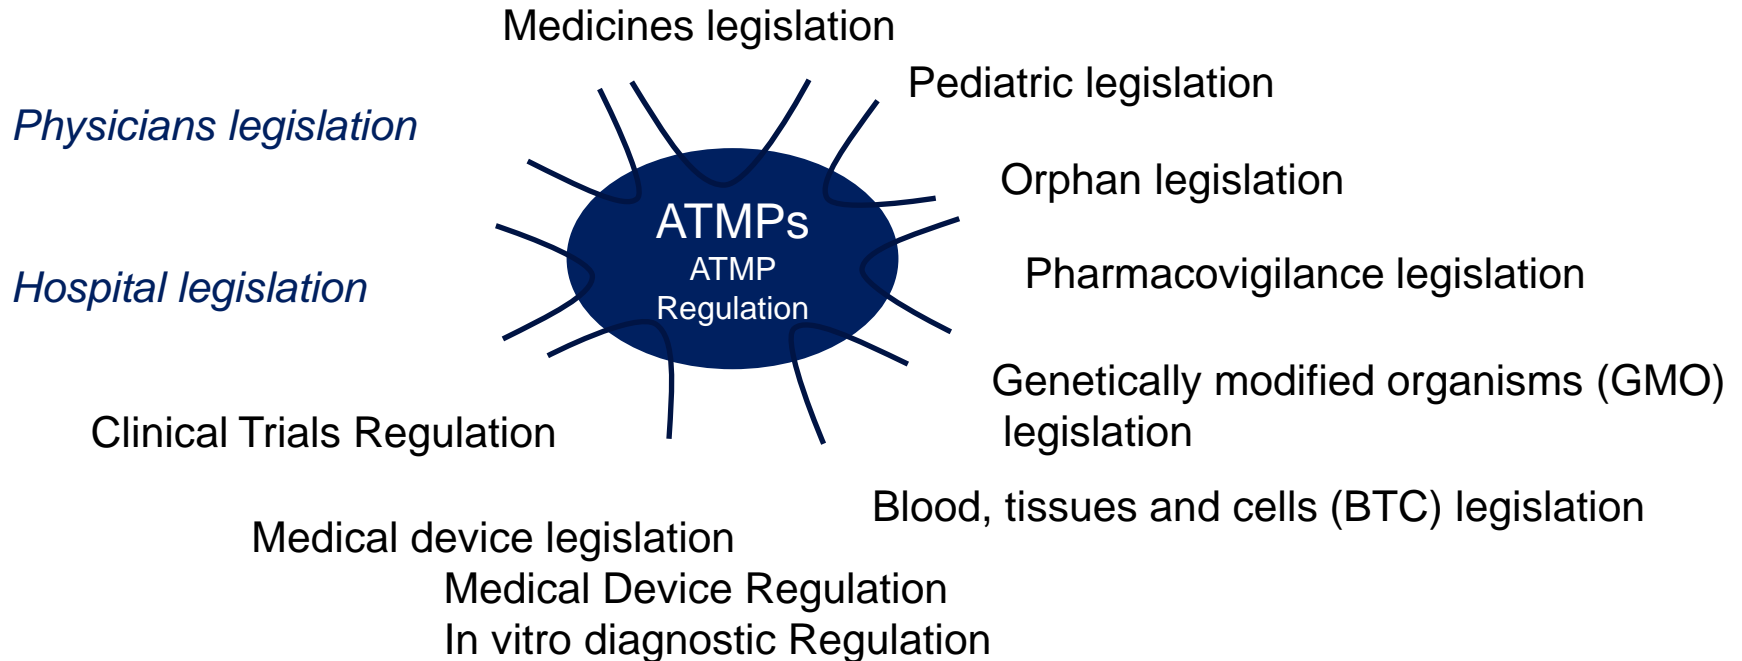 Medicines legislation
Pediatric legislation
Physicians legislation
Orphan legislation
ATMPs
ATMP
Regulation
Pharmacovigilance legislation
Hospital legislation
Genetically modified organisms (GMO)
legislation
Clinical Trials Regulation
Blood, tissues and cells (BTC) legislation
Medical device legislation
Medical Device Regulation
In vitro diagnostic Regulation